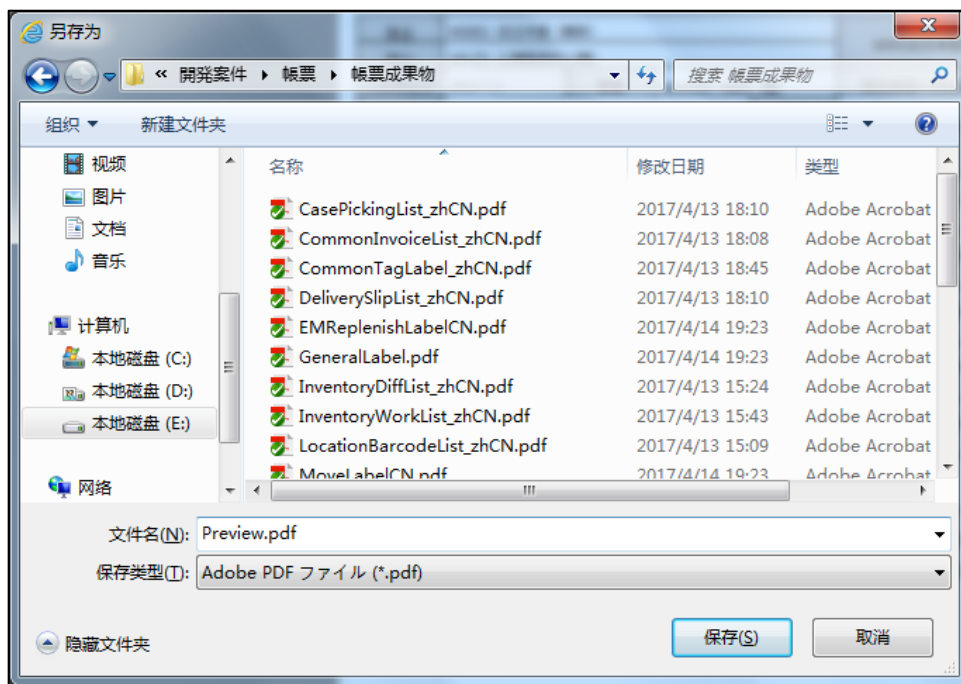 另存为
« 開発案件 ▸ 帳票 ▸ 帳票成果物
搜索 帳票成果物
组织 新建文件夹
名称 修改日期 类型
视频
图片
文档
音乐
计算机
本地磁盘 (C:)
本地磁盘 (D:)
本地磁盘 (E:)
网络
CasePickingList_zhCN.pdf 2017/4/13 18:10 Adobe Acrobat
CommonInvoiceList_zhCN.pdf 2017/4/13 18:08 Adobe Acrobat
CommonTagLabel_zhCN.pdf 2017/4/13 18:45 Adobe Acrobat
DeliverySlipList_zhCN.pdf 2017/4/13 18:10 Adobe Acrobat
EMReplenishLabelCN.pdf 2017/4/14 19:23 Adobe Acrobat
GeneralLabel.pdf 2017/4/14 19:23 Adobe Acrobat
InventoryDiffList_zhCN.pdf 2017/4/13 15:24 Adobe Acrobat
InventoryWorkList_zhCN.pdf 2017/4/13 15:43 Adobe Acrobat
LocationBarcodeList_zhCN.pdf 2017/4/13 15:09 Adobe Acrobat
MoveLabelCN.pdf 2017/4/14 19:23 Adobe Acrobat
文件名(N): Preview.pdf
保存类型(T): Adobe PDF ファイル (*.pdf)
隐藏文件夹 保存(S) 取消